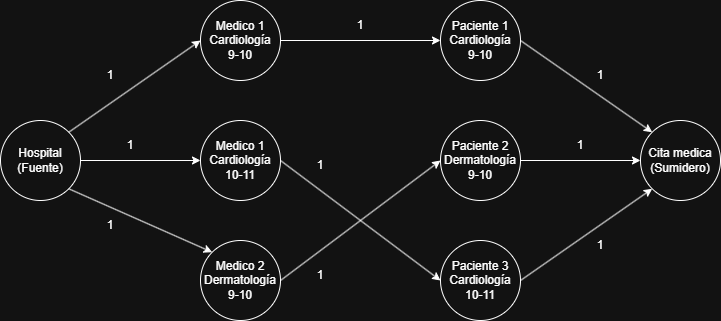 Medico 1
Cardiología
9-10
1
Paciente 1
Cardiología
9-10
1
1
Hospital
(Fuente)
1
Medico 1
Cardiología
10-11
1
Paciente 2
Dermatología
9-10
1
Cita medica
(Sumidero)
1
Medico 2
Dermatología
9-10
1
Paciente 3
Cardiología
10-11
1